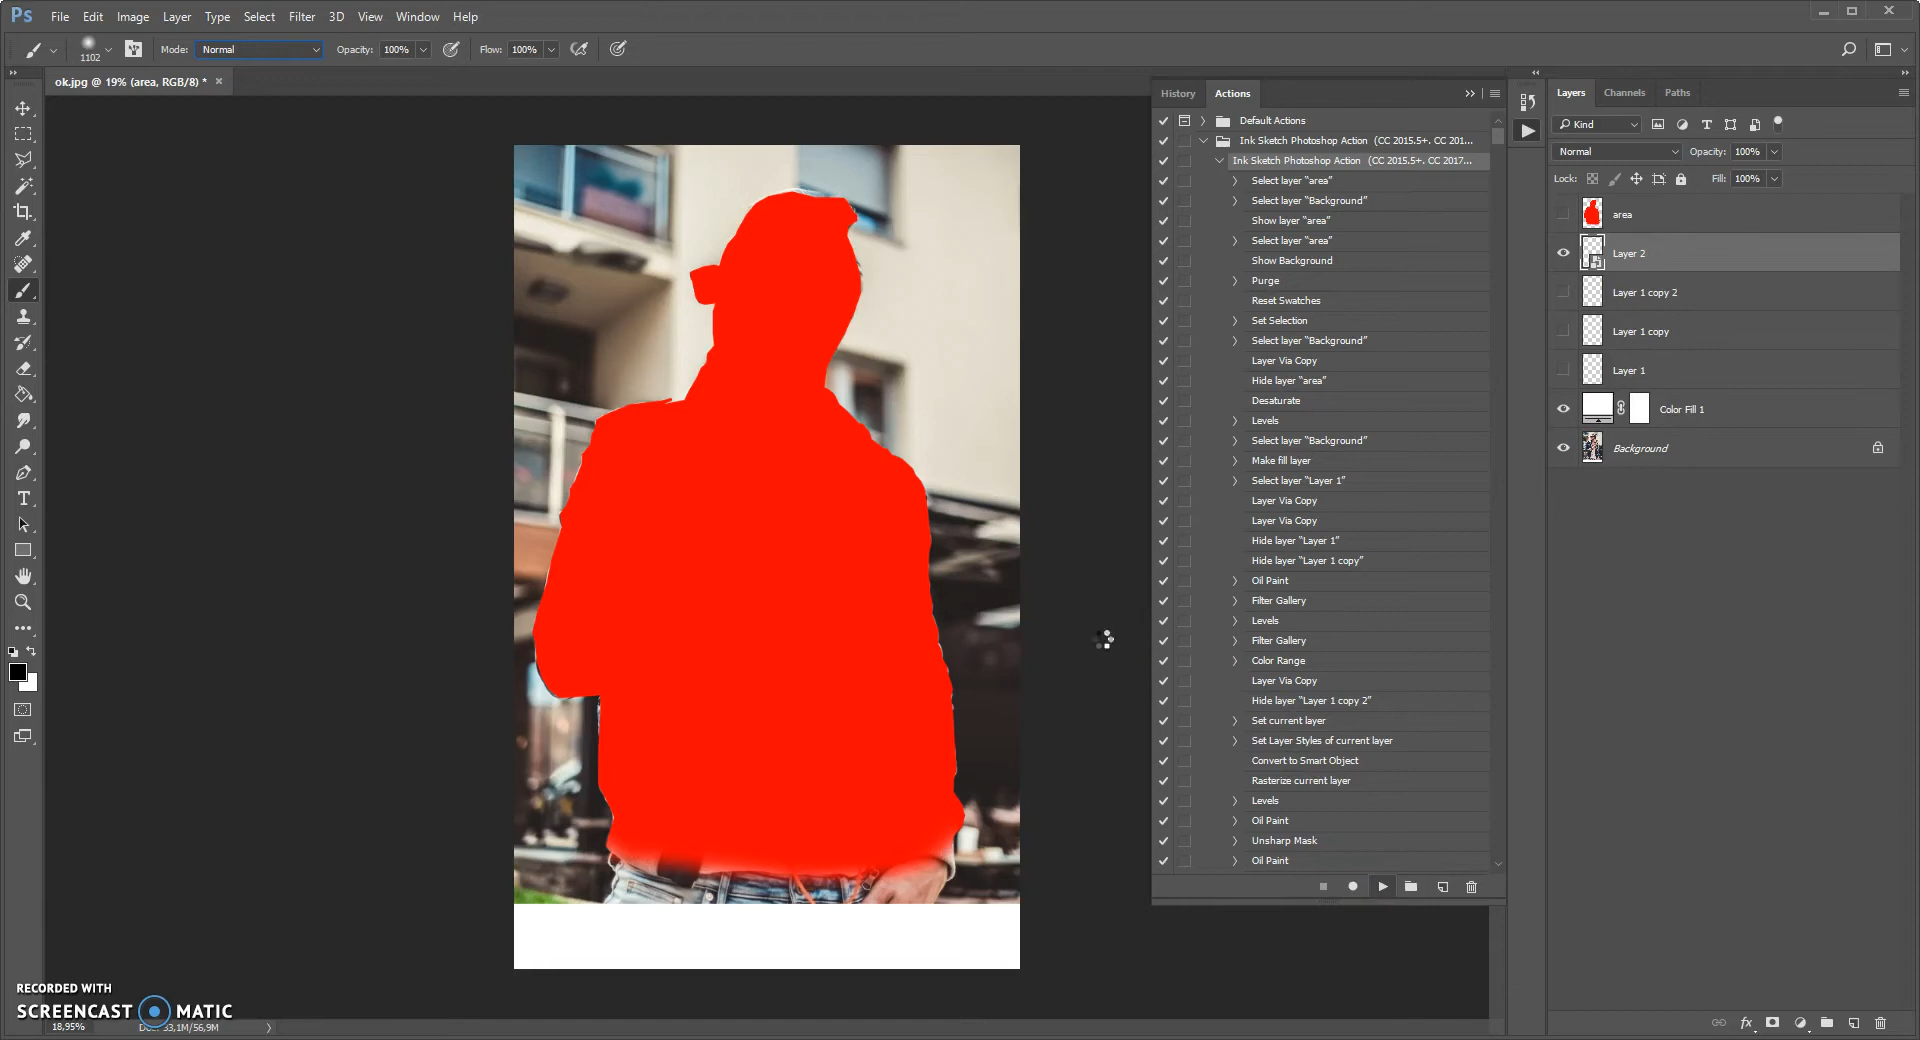 Ps File Edit Image Layer Type Select Filter 3D View Window Help
1102 Mode: Normal Opacity: 100% Flow: 100%
ok.jpg @ 19% (area, RGB/8) *
History Actions
Default Actions
Ink Sketch Photoshop Action (CC 2015.5+. CC 201...
Ink Sketch Photoshop Action (CC 2015.5+. CC 2017...
Select layer “area”
Select layer “Background”
Show layer “area”
Select layer “area”
Show Background
Purge
Reset Swatches
Set Selection
Select layer “Background”
Layer Via Copy
Hide layer “area”
Desaturate
Levels
Select layer “Background”
Make fill layer
Select layer “Layer 1”
Layer Via Copy
Layer Via Copy
Hide layer “Layer 1”
Hide layer “Layer 1 copy”
Oil Paint
Filter Gallery
Levels
Filter Gallery
Color Range
Layer Via Copy
Hide layer “Layer 1 copy 2”
Set current layer
Set Layer Styles of current layer
Convert to Smart Object
Rasterize current layer
Levels
Oil Paint
Unsharp Mask
Oil Paint
Layers Channels Paths
Kind
Normal Opacity: 100%
Lock: Fill: 100%
area
Layer 2
Layer 1 copy 2
Layer 1 copy
Layer 1
Color Fill 1
Background
fx
RECORDED WITH
SCREENCAST MATIC
18,95% 33,1M/56,9M